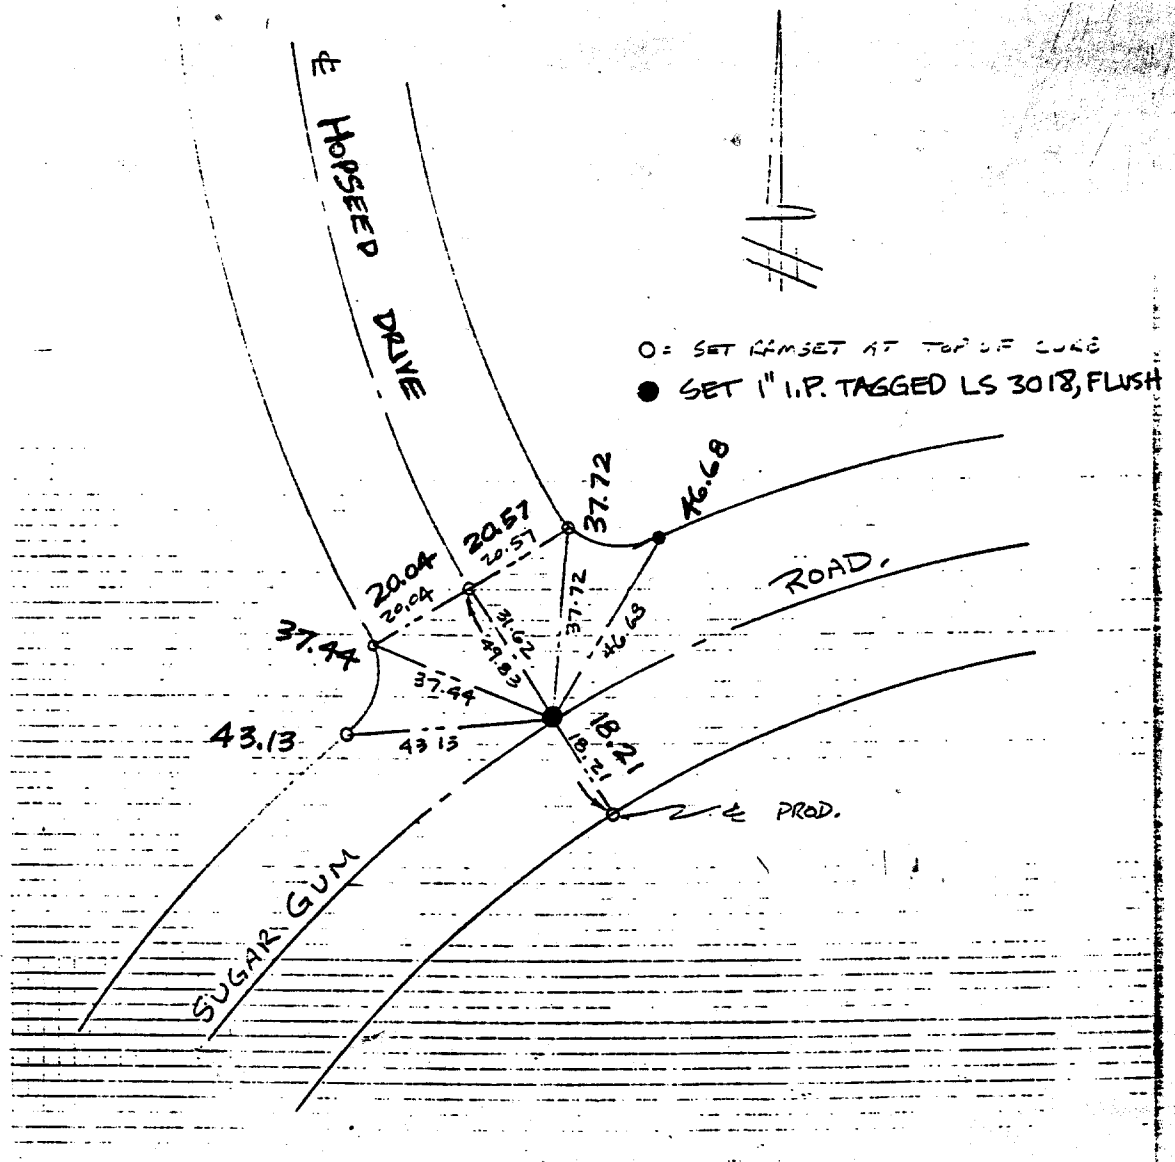 ℄ HOPSEED DRIVE
O = SET RAMSET AT TOP OF CURB
● SET 1" I.P. TAGGED LS 3018, FLUSH
46.68
37.72
20.57
20.57
ROAD.
20.04
20.04
37.72
46.68
31.62
49.83
37.44
37.44
43.13
43.13
18.21
18.21
℄ PROD.
SUGAR GUM